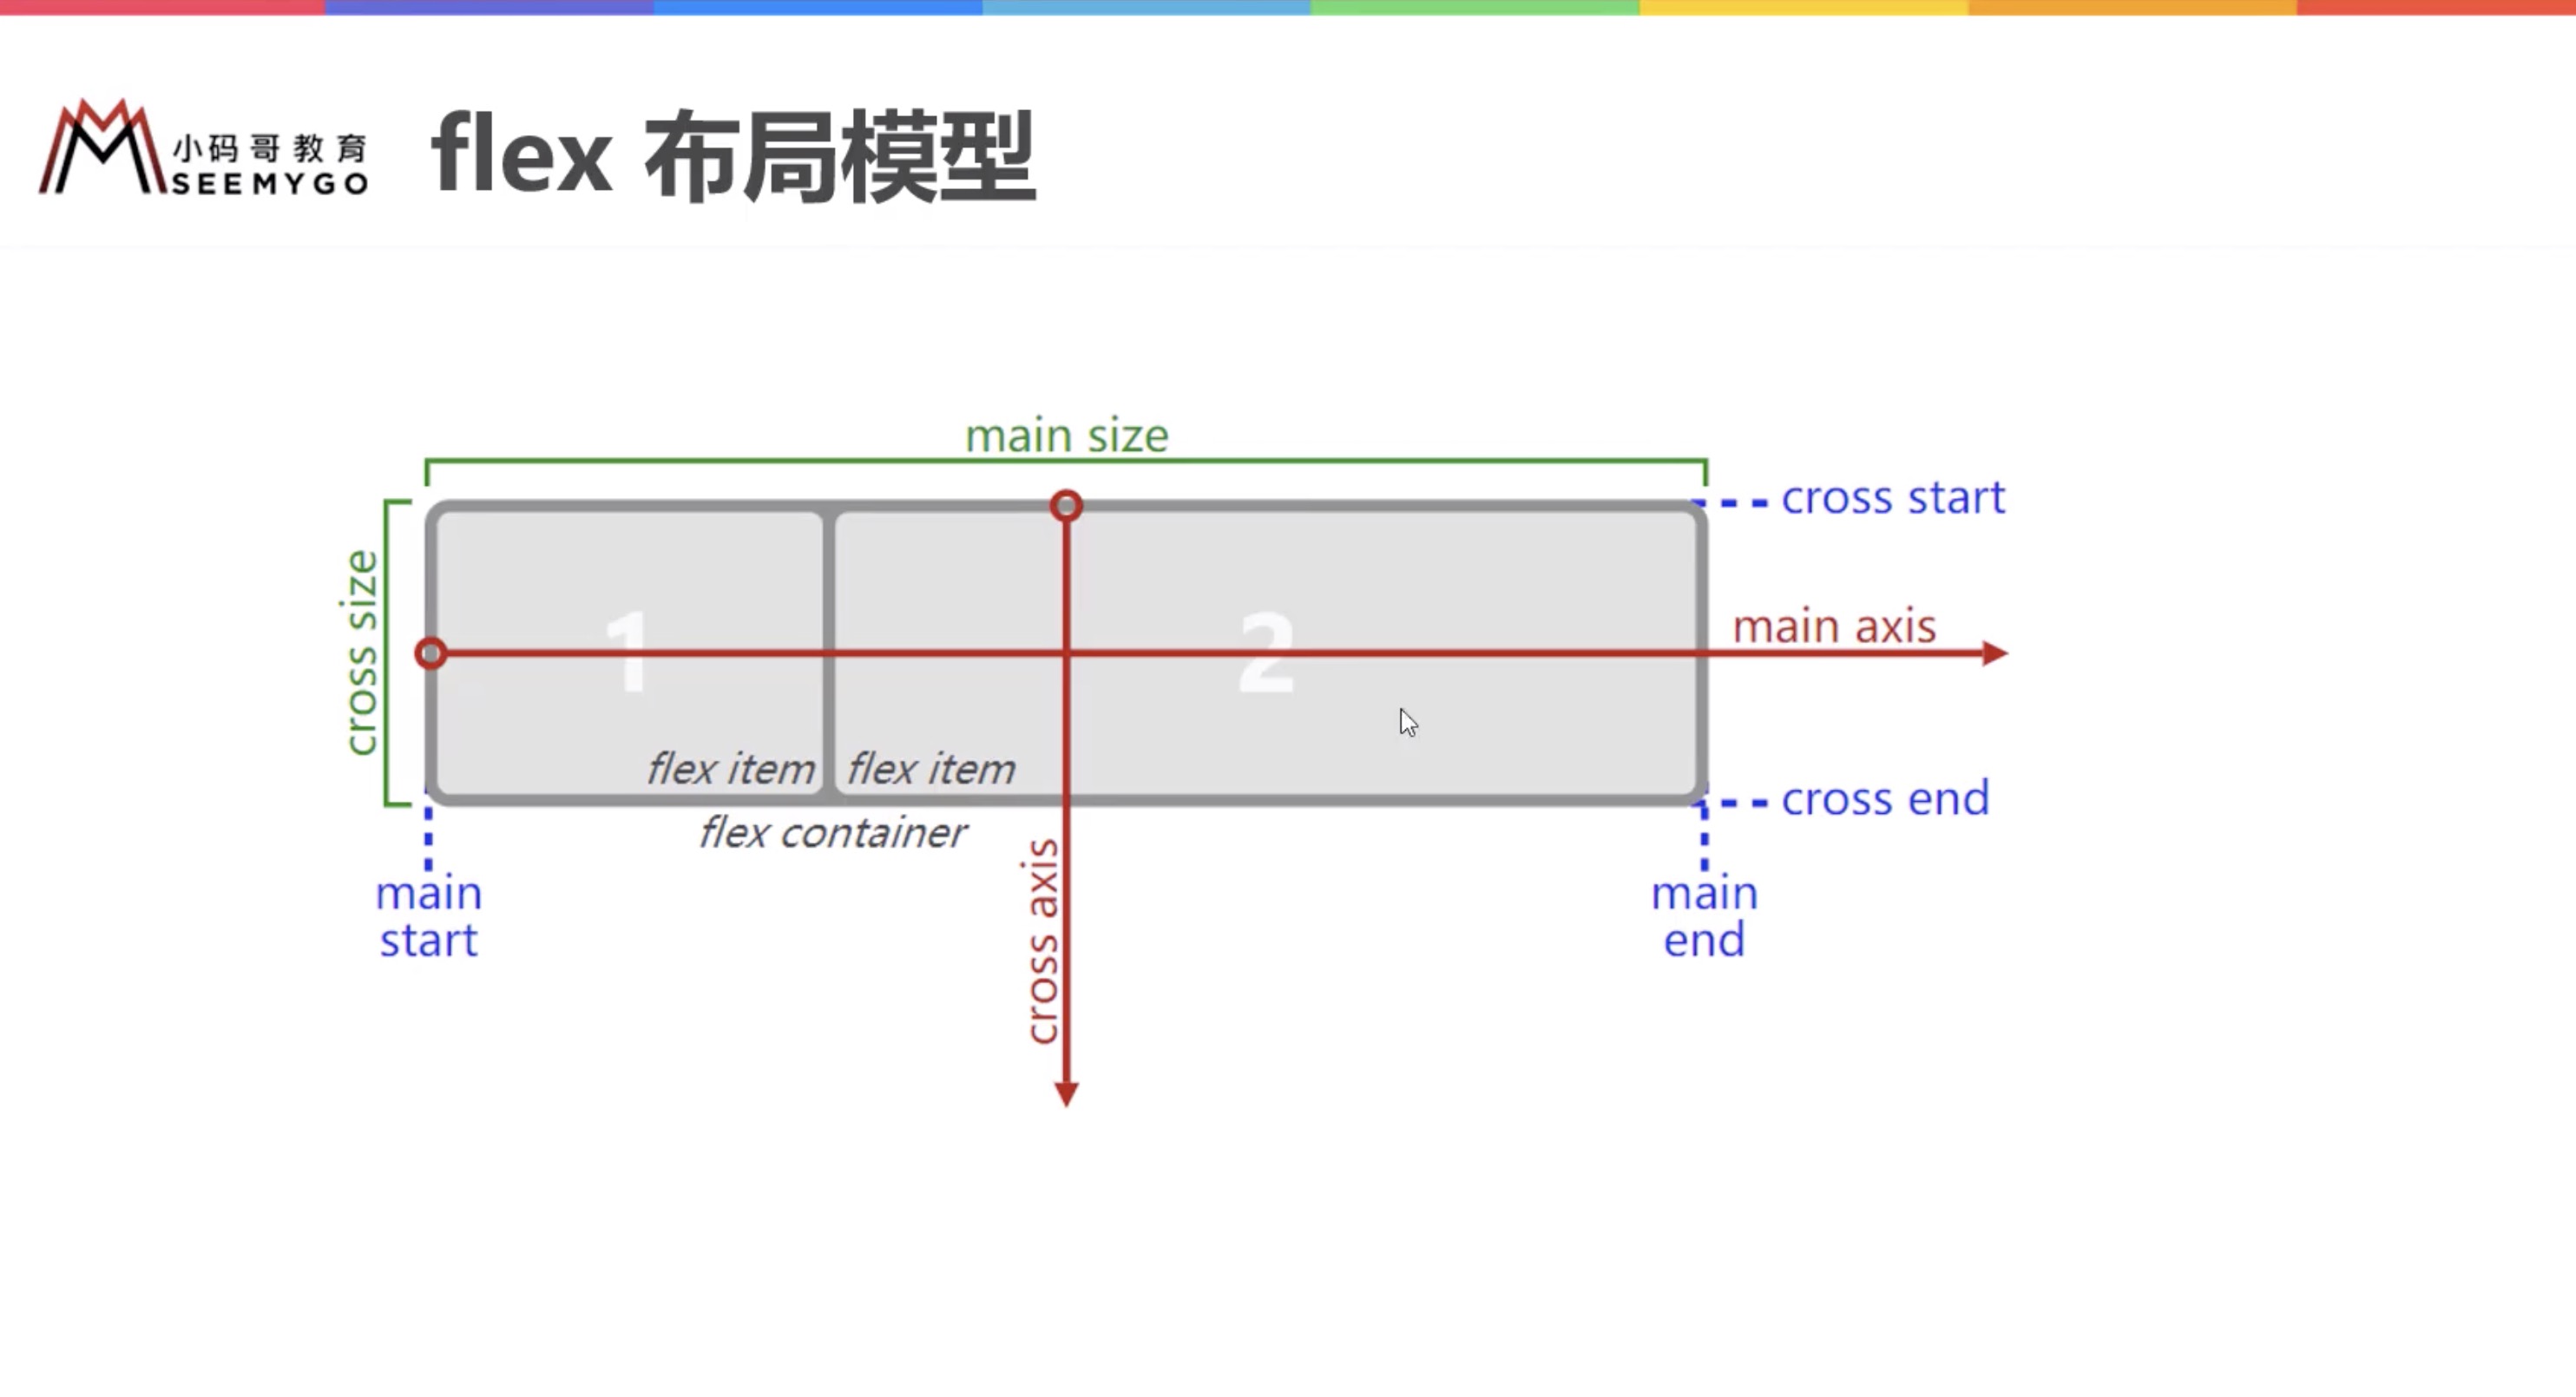 小码哥教育
SEEMYGO
flex 布局模型
main size
cross start
cross size
main axis
1
2
flex item
flex item
cross end
flex container
cross axis
main
start
main
end